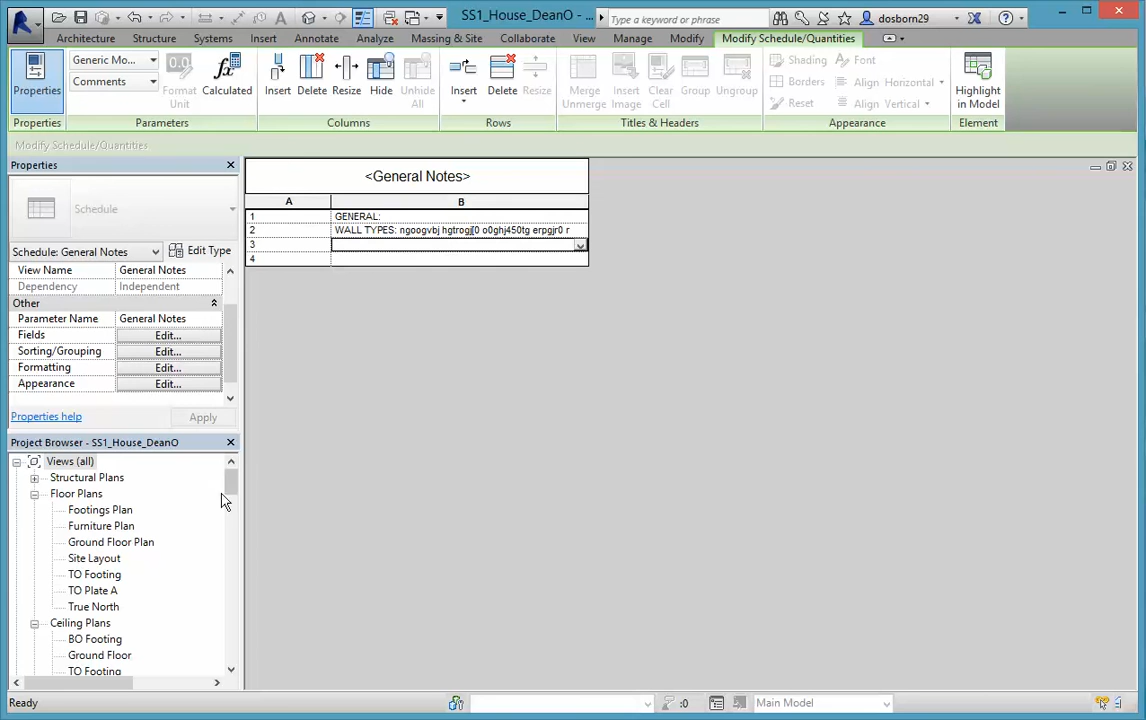 SS1_House_DeanO - ...
Type a keyword or phrase
dosborn29
Architecture Structure Systems Insert Annotate Analyze Massing & Site Collaborate View Manage Modify Modify Schedule/Quantities
Properties
Generic Mo...
Comments
Format Unit
Calculated
Insert Delete Resize Hide Unhide All
Insert Delete Resize
Merge Unmerge Insert Image Clear Cell Group Ungroup
Shading
Borders
Reset
Font
Align Horizontal
Align Vertical
Highlight in Model
Properties Parameters Columns Rows Titles & Headers Appearance Element
Modify Schedule/Quantities
Properties
Schedule
Schedule: General Notes Edit Type
View Name General Notes
Dependency Independent
Other
Parameter Name General Notes
Fields Edit...
Sorting/Grouping Edit...
Formatting Edit...
Appearance Edit...
Properties help Apply
Project Browser - SS1_House_DeanO
Views (all)
Structural Plans
Floor Plans
Footings Plan
Furniture Plan
Ground Floor Plan
Site Layout
TO Footing
TO Plate A
True North
Ceiling Plans
BO Footing
Ground Floor
TO Footing
<General Notes>
A B
1 GENERAL:
2 WALL TYPES: ngoogvbj hgtrogj[0 o0ghj450tg erpgjr0 r
3
4
Ready
:0
Main Model